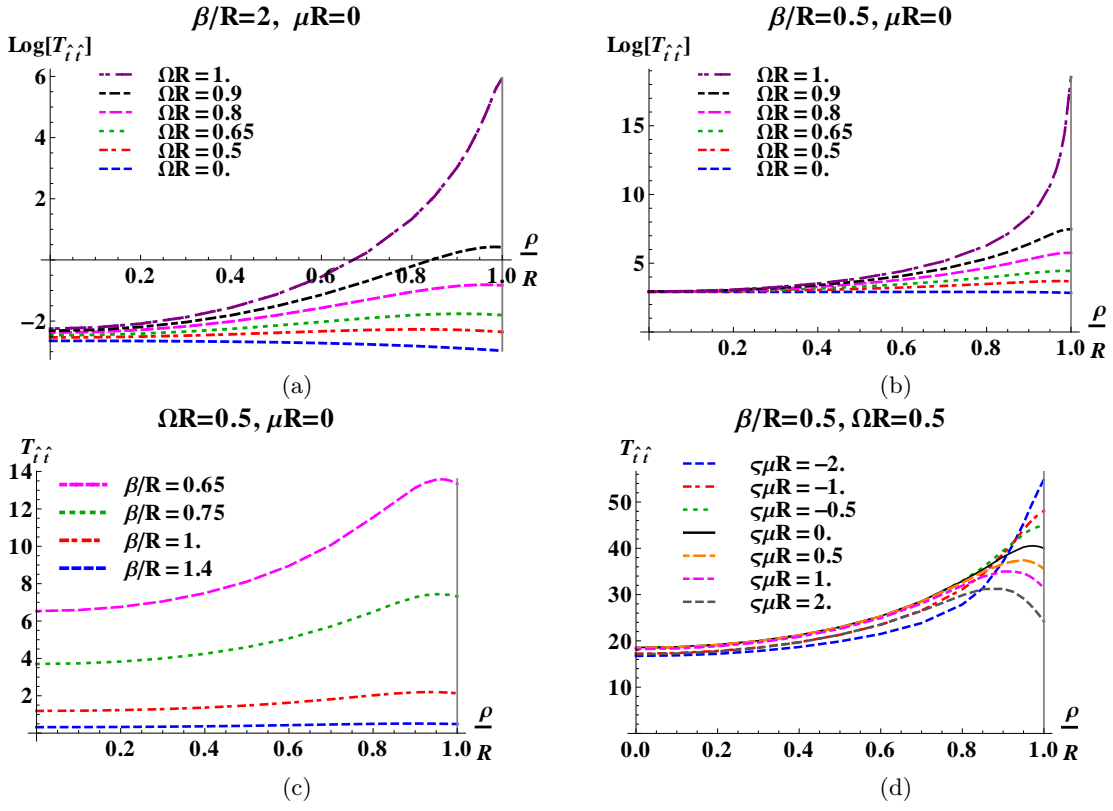 β/R=2, μR=0
Log[T_{t̂ t̂}]
ΩR=1.
ΩR=0.9
ΩR=0.8
ΩR=0.65
ΩR=0.5
ΩR=0.
6
4
2
−2
0.2
0.4
0.6
0.8
1.0
ρ/R
(a)
β/R=0.5, μR=0
Log[T_{t̂ t̂}]
ΩR=1.
ΩR=0.9
ΩR=0.8
ΩR=0.65
ΩR=0.5
ΩR=0.
15
10
5
0.2
0.4
0.6
0.8
1.0
ρ/R
(b)
ΩR=0.5, μR=0
T_{t̂ t̂}
β/R=0.65
β/R=0.75
β/R=1.
β/R=1.4
14
12
10
8
6
4
2
0.2
0.4
0.6
0.8
1.0
ρ/R
(c)
β/R=0.5, ΩR=0.5
T_{t̂ t̂}
ςμR=−2.
ςμR=−1.
ςμR=−0.5
ςμR=0.
ςμR=0.5
ςμR=1.
ςμR=2.
50
40
30
20
10
0.0
0.2
0.4
0.6
0.8
1.0
ρ/R
(d)